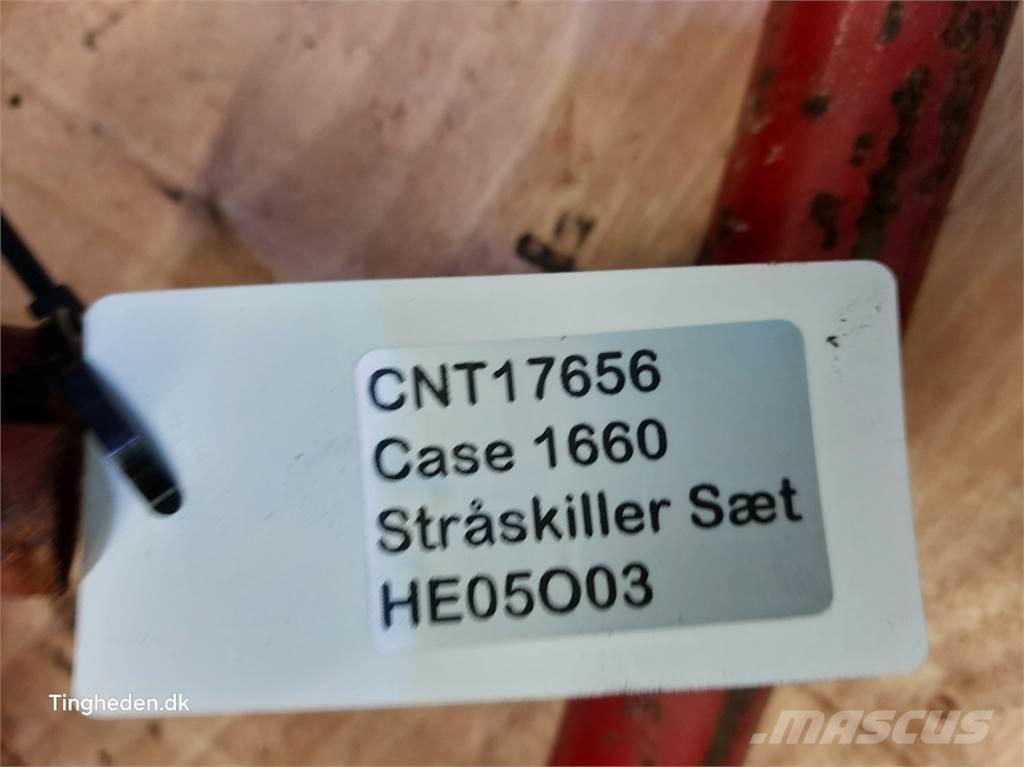 CNT17656
Case 1660
Stråskiller Sæt
HE05O03
Tingheden.dk
MASCUS